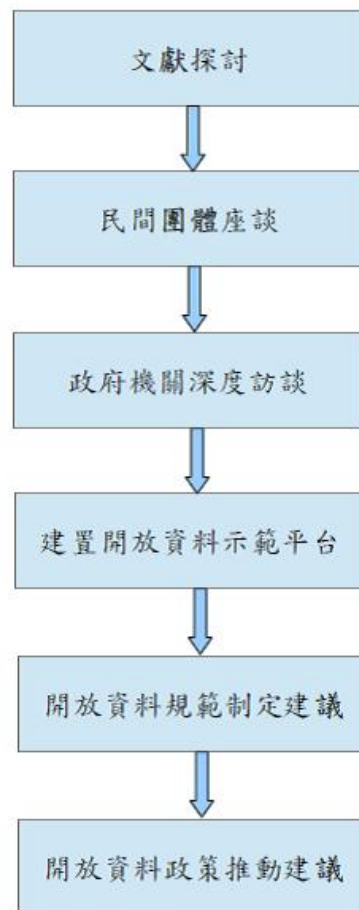 文獻探討
民間團體座談
政府機關深度訪談
建置開放資料示範平台
開放資料規範制定建議
開放資料政策推動建議